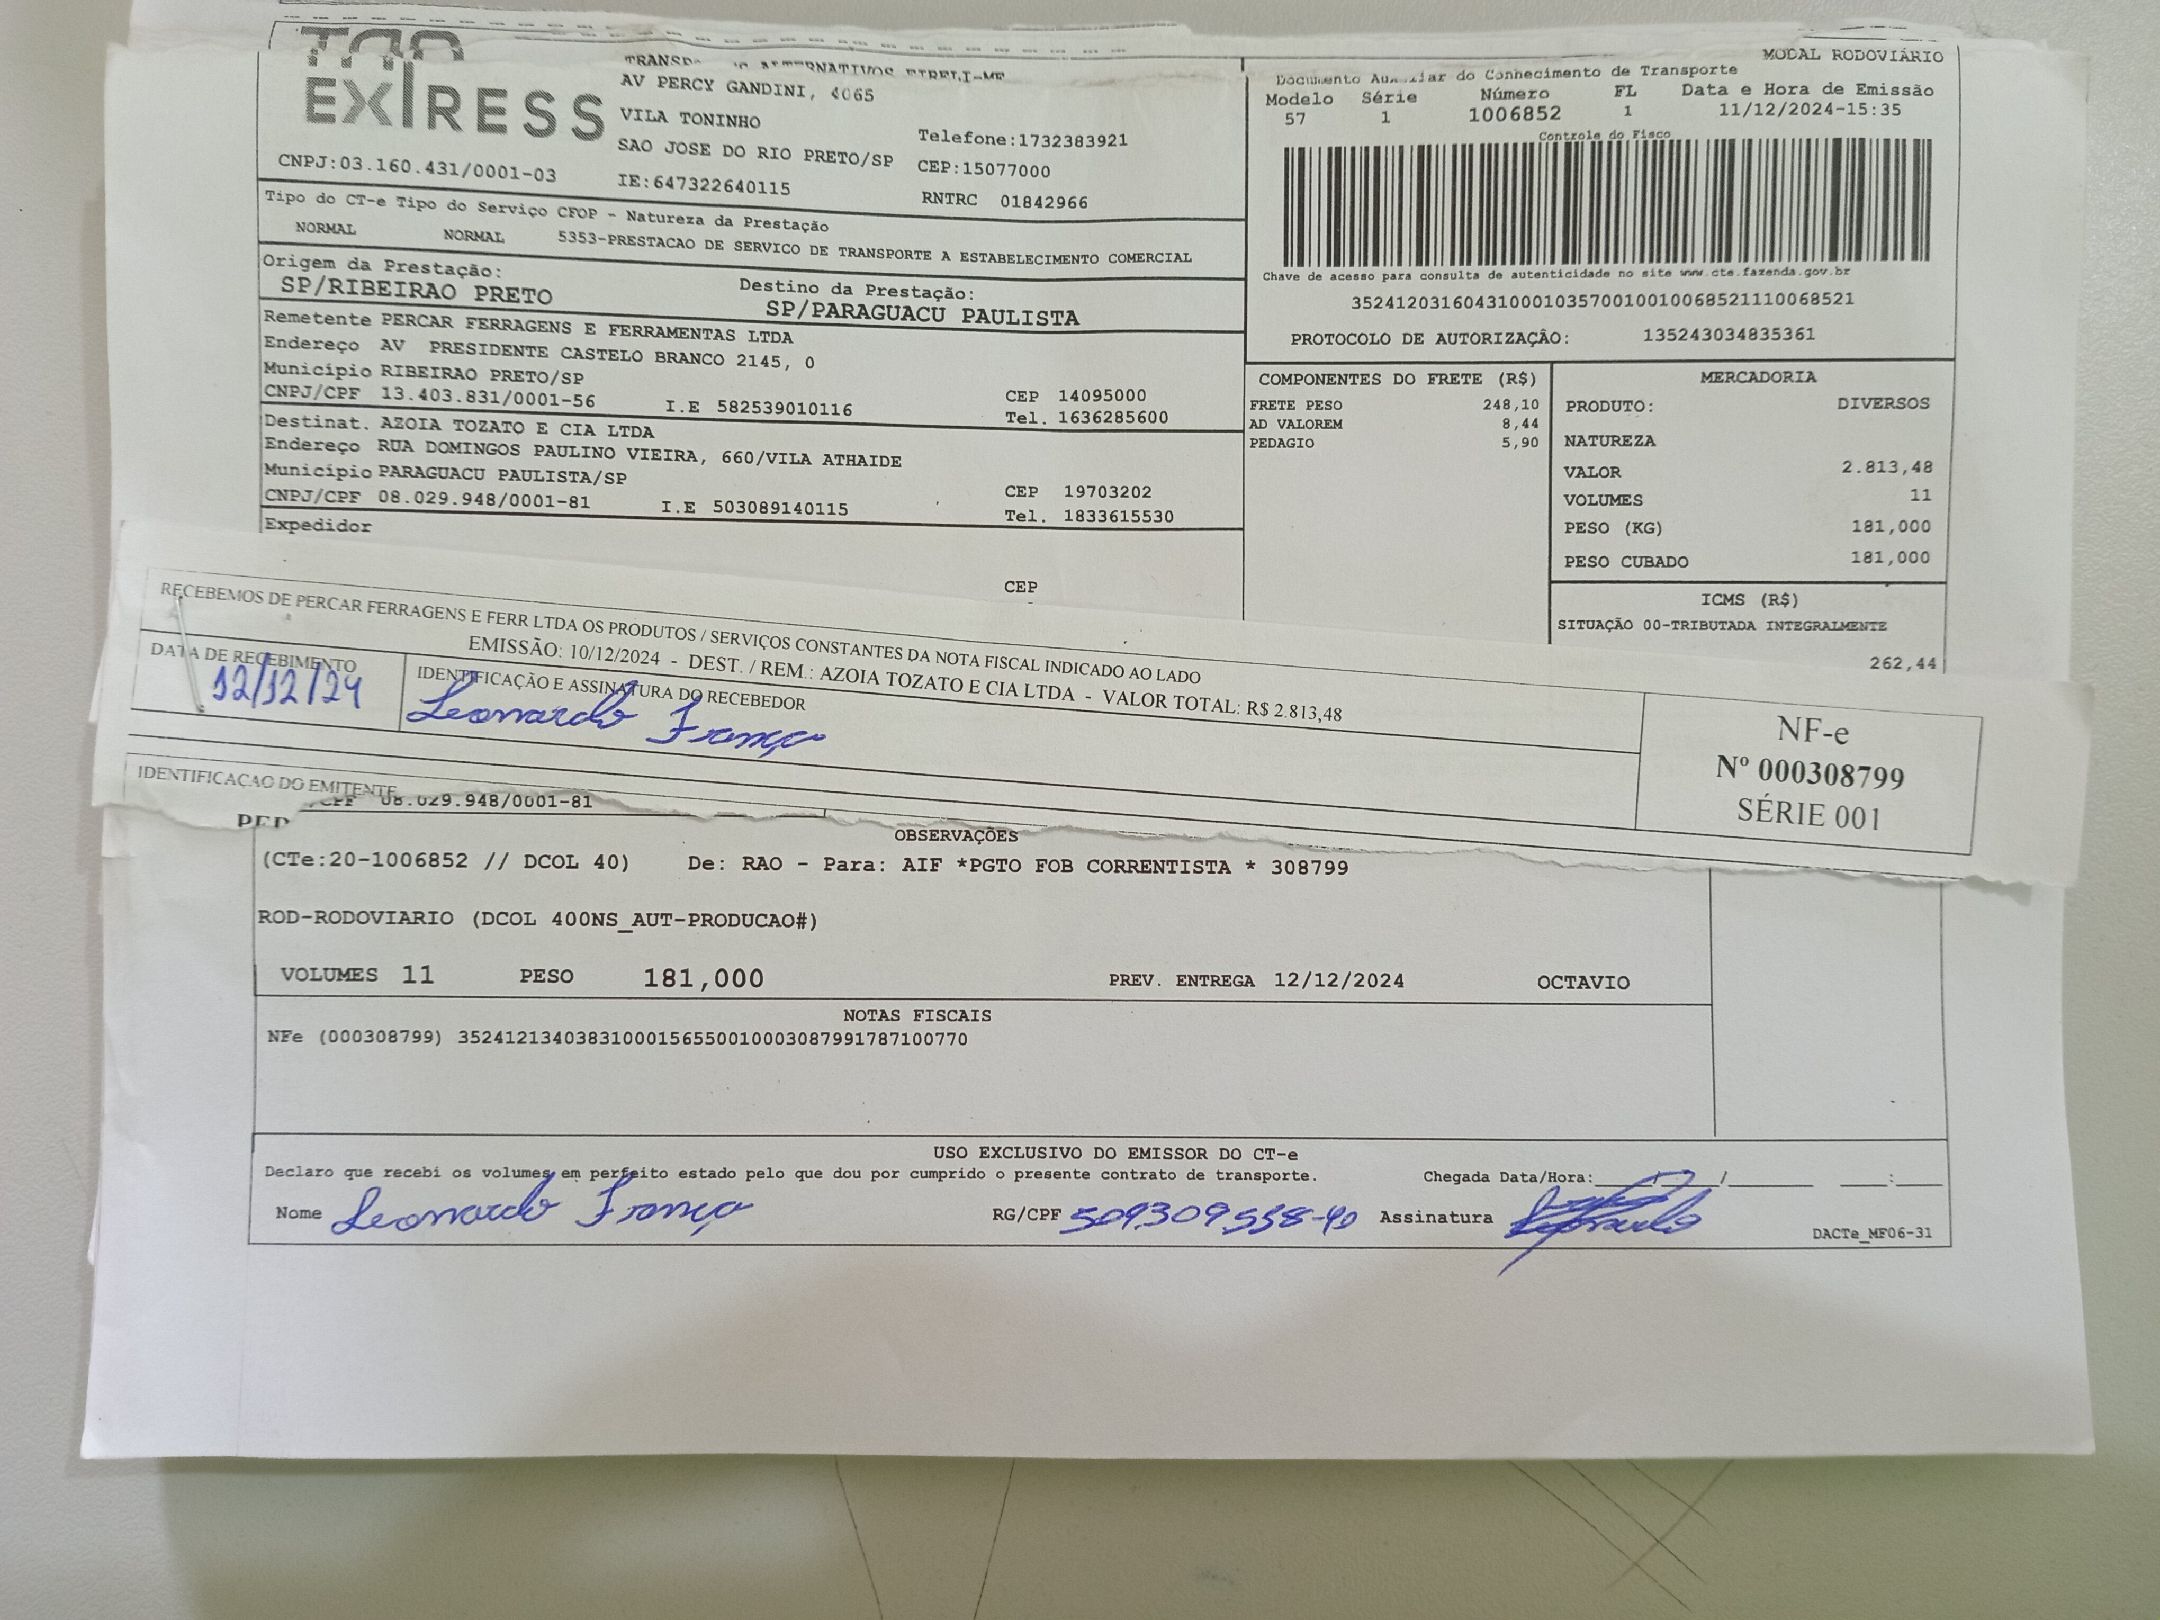 EXPRESS
AV PERCY GANDINI, 4065
VILA TONINHO
SAO JOSE DO RIO PRETO/SP
Telefone:1732383921
CEP:15077000
CNPJ:03.160.431/0001-03
IE:647322640115
RNTRC 01842966
MODAL RODOVIÁRIO
Documento Auxiliar do Conhecimento de Transporte
Modelo Série Número FL Data e Hora de Emissão
57 1 1006852 1 11/12/2024-15:35
Controle do Fisco
Chave de acesso para consulta de autenticidade no site www.cte.fazenda.gov.br
35241203160431000103570010010068521110068521
PROTOCOLO DE AUTORIZAÇÃO: 135243034835361
Tipo do CT-e Tipo do Serviço CFOP - Natureza da Prestação
NORMAL NORMAL 5353-PRESTACAO DE SERVICO DE TRANSPORTE A ESTABELECIMENTO COMERCIAL
Origem da Prestação: Destino da Prestação:
SP/RIBEIRAO PRETO SP/PARAGUACU PAULISTA
Remetente PERCAR FERRAGENS E FERRAMENTAS LTDA
Endereço AV PRESIDENTE CASTELO BRANCO 2145, 0
Município RIBEIRAO PRETO/SP CEP 14095000
CNPJ/CPF 13.403.831/0001-56 I.E 582539010116 Tel. 1636285600
Destinat. AZOIA TOZATO E CIA LTDA
Endereço RUA DOMINGOS PAULINO VIEIRA, 660/VILA ATHAIDE
Município PARAGUACU PAULISTA/SP CEP 19703202
CNPJ/CPF 08.029.948/0001-81 I.E 503089140115 Tel. 1833615530
Expedidor
CEP
COMPONENTES DO FRETE (R$)
FRETE PESO 248,10
AD VALOREM 8,44
PEDAGIO 5,90
MERCADORIA
PRODUTO: DIVERSOS
NATUREZA
VALOR 2.813,48
VOLUMES 11
PESO (KG) 181,000
PESO CUBADO 181,000
ICMS (R$)
SITUAÇÃO 00-TRIBUTADA INTEGRALMENTE
262,44
RECEBEMOS DE PERCAR FERRAGENS E FERR LTDA OS PRODUTOS / SERVIÇOS CONSTANTES DA NOTA FISCAL INDICADO AO LADO
EMISSÃO: 10/12/2024 - DEST. / REM.: AZOIA TOZATO E CIA LTDA - VALOR TOTAL: R$ 2.813,48
DATA DE RECEBIMENTO
12/12/24
IDENTIFICAÇÃO E ASSINATURA DO RECEBEDOR
Leonardo França
NF-e
Nº 000308799
SÉRIE 001
IDENTIFICAÇAO DO EMITENTE
08.029.948/0001-81
OBSERVAÇÕES
(CTe:20-1006852 // DCOL 40) De: RAO - Para: AIF *PGTO FOB CORRENTISTA * 308799
ROD-RODOVIARIO (DCOL 400NS_AUT-PRODUCAO#)
VOLUMES 11 PESO 181,000 PREV. ENTREGA 12/12/2024 OCTAVIO
NOTAS FISCAIS
NFe (000308799) 35241213403831000156550010003087991787100770
USO EXCLUSIVO DO EMISSOR DO CT-e
Declaro que recebi os volumes em perfeito estado pelo que dou por cumprido o presente contrato de transporte. Chegada Data/Hora:
Nome Leonardo França RG/CPF 509309558-40 Assinatura
DACTe_MF06-31